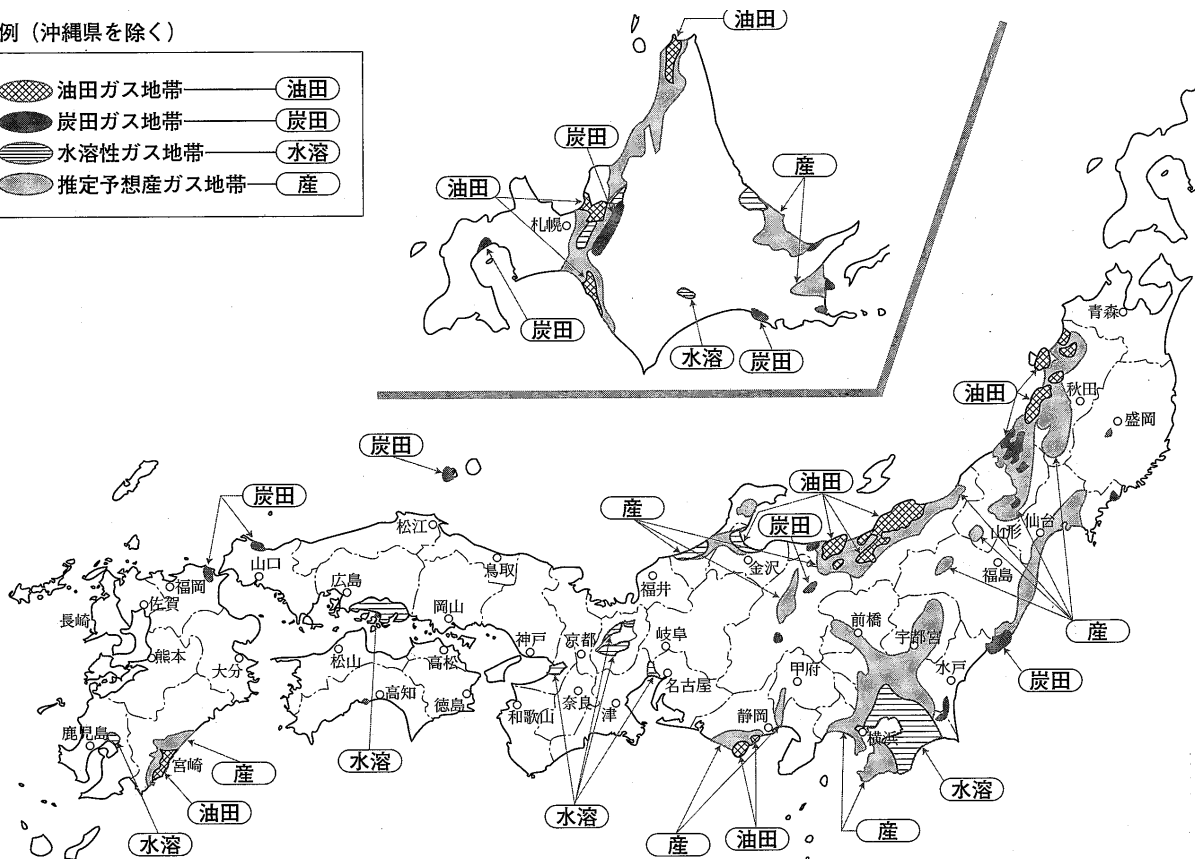 例（沖縄県を除く）
油田ガス地帯 油田
炭田ガス地帯 炭田
水溶性ガス地帯 水溶
推定予想産ガス地帯 産
油田
炭田
産
油田
札幌
炭田
水溶
炭田
青森
油田
秋田
盛岡
炭田
炭田
油田
産
炭田
松江
仙台
山形
山口
鳥取
金沢
福島
福岡
広島
福井
佐賀
岡山
前橋
長崎
神戸
京都
岐阜
宇都宮
産
熊本
松山
高松
水戸
大分
甲府
炭田
名古屋
高知
徳島
奈良
和歌山
津
静岡
鹿児島
横浜
宮崎
産
水溶
水溶
油田
水溶
産
水溶
産
油田